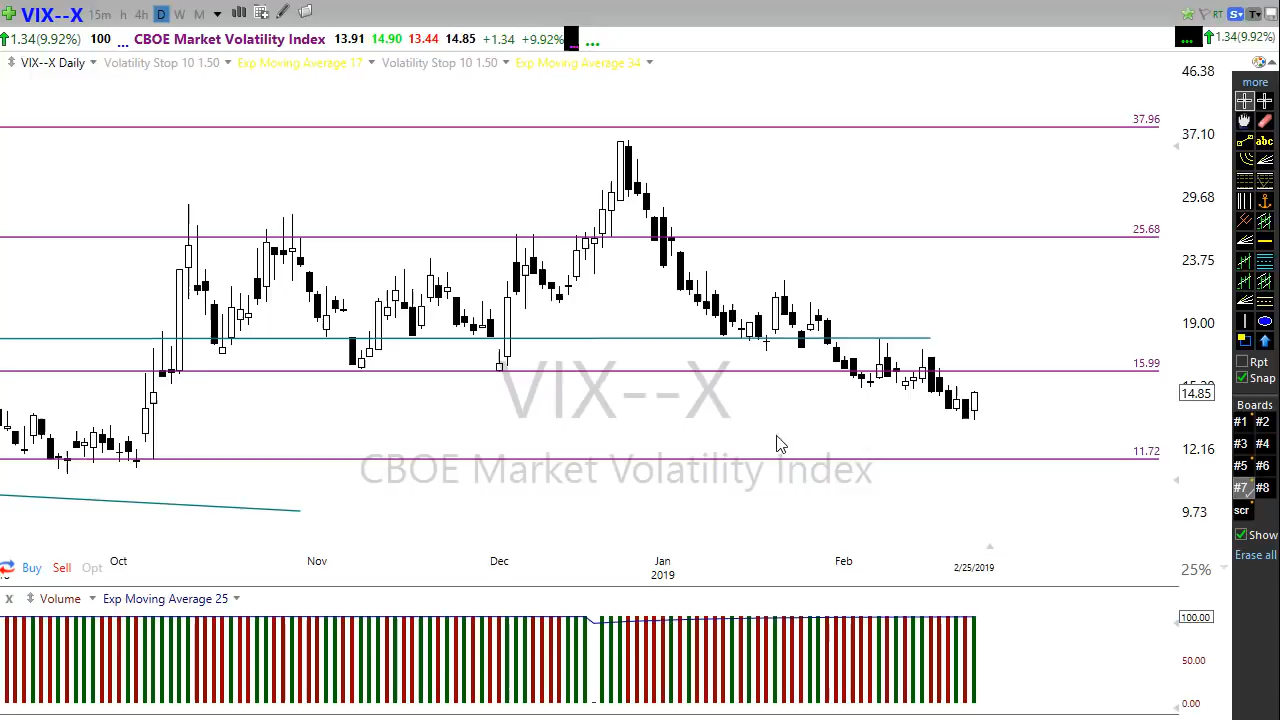 VIX--X 15m h 4h D W M RT S T
1.34(9.92%) 100 ... CBOE Market Volatility Index 13.91 14.90 13.44 14.85 +1.34 +9.92% ... ... 1.34(9.92%)
VIX--X Daily Volatility Stop 10 1.50 Exp Moving Average 17 Volatility Stop 10 1.50 Exp Moving Average 34
46.38
more
37.96
37.10
abc
29.68
25.68
23.75
19.00
15.99
Rpt
Snap
14.85
VIX--X
Boards
#1 #2
#3 #4
11.72
12.16
CBOE Market Volatility Index
#5 #6
#7 #8
9.73
scr
Show
Erase all
Oct Nov Dec Jan Feb
2019
2/25/2019
Buy Sell Opt
25%
X Volume Exp Moving Average 25
100.00
50.00
0.00